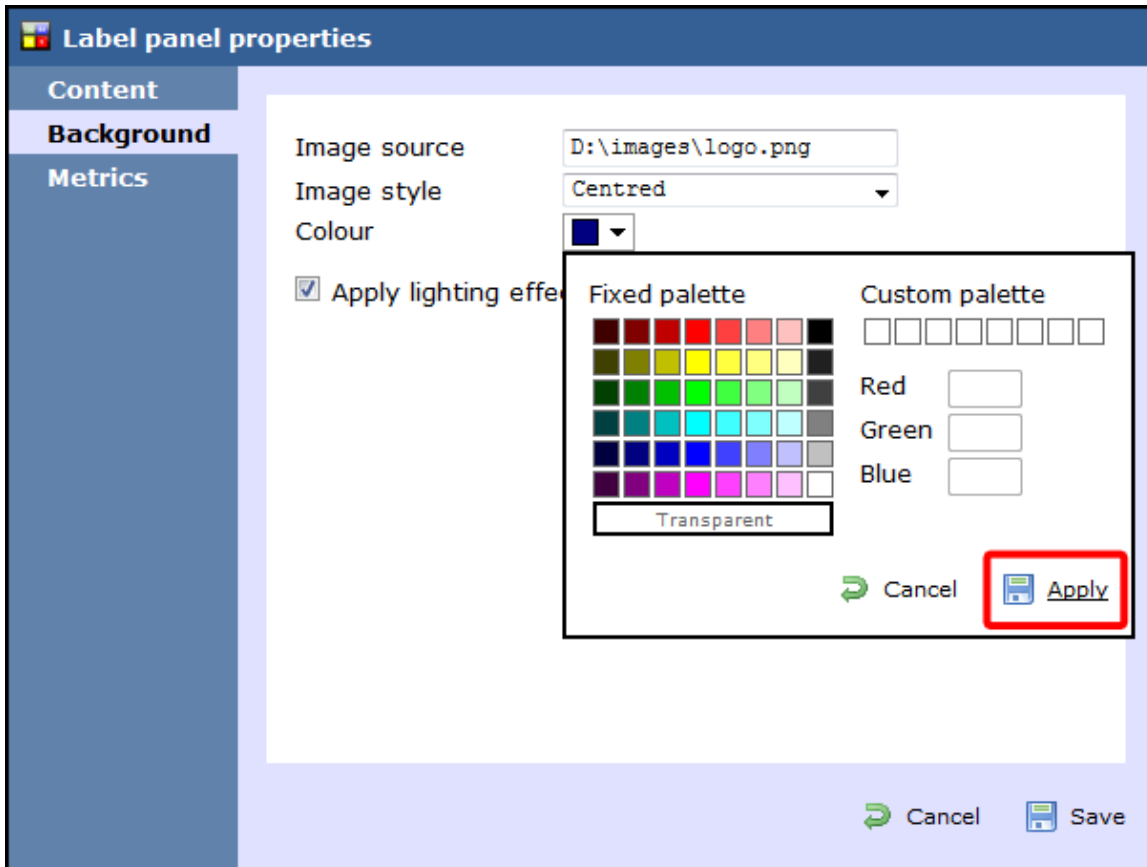 Label panel properties
Content
Background
Metrics
Image source
D:\images\logo.png
Image style
Centred
Colour
Apply lighting effe
Fixed palette
Custom palette
Red
Green
Blue
Transparent
Cancel
Apply
Cancel
Save